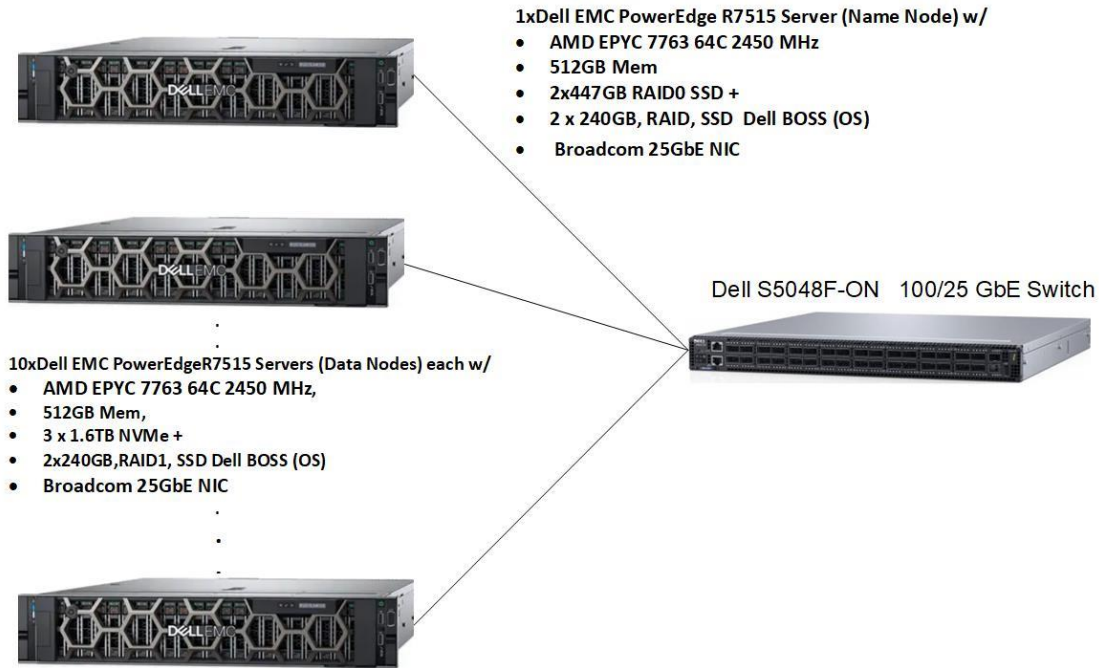 1xDell EMC PowerEdge R7515 Server (Name Node) w/
• AMD EPYC 7763 64C 2450 MHz
• 512GB Mem
• 2x447GB RAID0 SSD +
• 2 x 240GB, RAID, SSD Dell BOSS (OS)
• Broadcom 25GbE NIC
DELLEMC
DELLEMC
Dell S5048F-ON 100/25 GbE Switch
10xDell EMC PowerEdgeR7515 Servers (Data Nodes) each w/
• AMD EPYC 7763 64C 2450 MHz,
• 512GB Mem,
• 3 x 1.6TB NVMe +
• 2x240GB,RAID1, SSD Dell BOSS (OS)
• Broadcom 25GbE NIC
DELLEMC